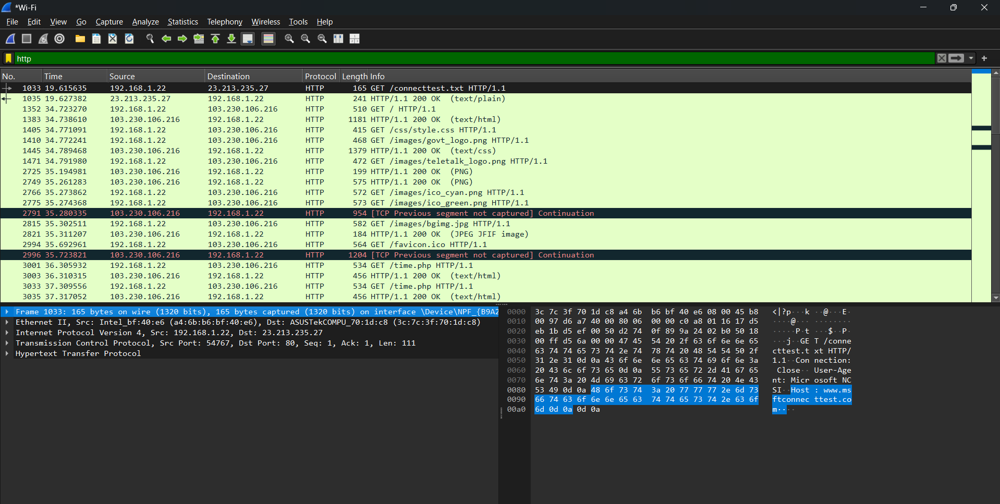 *Wi-Fi
File Edit View Go Capture Analyze Statistics Telephony Wireless Tools Help
http
No. Time Source Destination Protocol Length Info
1033 19.615635 192.168.1.22 23.213.235.27 HTTP 165 GET /connecttest.txt HTTP/1.1
1035 19.627382 23.213.235.27 192.168.1.22 HTTP 241 HTTP/1.1 200 OK (text/plain)
1352 34.723270 192.168.1.22 103.230.106.216 HTTP 510 GET / HTTP/1.1
1383 34.738610 103.230.106.216 192.168.1.22 HTTP 1181 HTTP/1.1 200 OK (text/html)
1405 34.771091 192.168.1.22 103.230.106.216 HTTP 415 GET /css/style.css HTTP/1.1
1410 34.772241 192.168.1.22 103.230.106.216 HTTP 468 GET /images/govt_logo.png HTTP/1.1
1445 34.789468 103.230.106.216 192.168.1.22 HTTP 1379 HTTP/1.1 200 OK (text/css)
1471 34.791980 192.168.1.22 103.230.106.216 HTTP 472 GET /images/teletalk_logo.png HTTP/1.1
2725 35.194981 103.230.106.216 192.168.1.22 HTTP 199 HTTP/1.1 200 OK (PNG)
2749 35.261283 103.230.106.216 192.168.1.22 HTTP 575 HTTP/1.1 200 OK (PNG)
2766 35.273862 192.168.1.22 103.230.106.216 HTTP 572 GET /images/ico_cyan.png HTTP/1.1
2775 35.274368 192.168.1.22 103.230.106.216 HTTP 573 GET /images/ico_green.png HTTP/1.1
2791 35.280335 103.230.106.216 192.168.1.22 HTTP 954 [TCP Previous segment not captured] Continuation
2815 35.302511 192.168.1.22 103.230.106.216 HTTP 582 GET /images/bgimg.jpg HTTP/1.1
2821 35.311207 103.230.106.216 192.168.1.22 HTTP 184 HTTP/1.1 200 OK (JPEG JFIF image)
2994 35.692961 192.168.1.22 103.230.106.216 HTTP 564 GET /favicon.ico HTTP/1.1
2996 35.723821 103.230.106.216 192.168.1.22 HTTP 1204 [TCP Previous segment not captured] Continuation
3001 36.305932 192.168.1.22 103.230.106.216 HTTP 534 GET /time.php HTTP/1.1
3003 36.310315 103.230.106.216 192.168.1.22 HTTP 456 HTTP/1.1 200 OK (text/html)
3033 37.309556 192.168.1.22 103.230.106.216 HTTP 534 GET /time.php HTTP/1.1
3035 37.317052 103.230.106.216 192.168.1.22 HTTP 456 HTTP/1.1 200 OK (text/html)
Frame 1033: 165 bytes on wire (1320 bits), 165 bytes captured (1320 bits) on interface \Device\NPF_{B9A2
Ethernet II, Src: Intel_bf:40:e6 (a4:6b:b6:bf:40:e6), Dst: ASUSTekCOMPU_70:1d:c8 (3c:7c:3f:70:1d:c8)
Internet Protocol Version 4, Src: 192.168.1.22, Dst: 23.213.235.27
Transmission Control Protocol, Src Port: 54767, Dst Port: 80, Seq: 1, Ack: 1, Len: 111
Hypertext Transfer Protocol
0000 3c 7c 3f 70 1d c8 a4 6b b6 bf 40 e6 08 00 45 b8 <|?p···k ··@···E·
0010 00 97 d6 a7 40 00 80 06 00 00 c0 a8 01 16 17 d5 ····@··· ········
0020 eb 1b d5 ef 00 50 d2 74 0f 89 9a 24 02 b0 50 18 ·····P·t ···$··P·
0030 00 ff d5 6a 00 00 47 45 54 20 2f 63 6f 6e 6e 65 ···j··GE T /conne
0040 63 74 74 65 73 74 2e 74 78 74 20 48 54 54 50 2f cttest.t xt HTTP/
0050 31 2e 31 0d 0a 43 6f 6e 6e 65 63 74 69 6f 6e 3a 1.1··Con nection:
0060 20 43 6c 6f 73 65 0d 0a 55 73 65 72 2d 41 67 65 Close·· User-Age
0070 6e 74 3a 20 4d 69 63 72 6f 73 6f 66 74 20 4e 43 nt: Micr osoft NC
0080 53 49 0d 0a 48 6f 73 74 3a 20 77 77 77 2e 6d 73 SI··Host : www.ms
0090 66 74 63 6f 6e 6e 65 63 74 74 65 73 74 2e 63 6f ftconnec ttest.co
00a0 6d 0d 0a 0d 0a m····